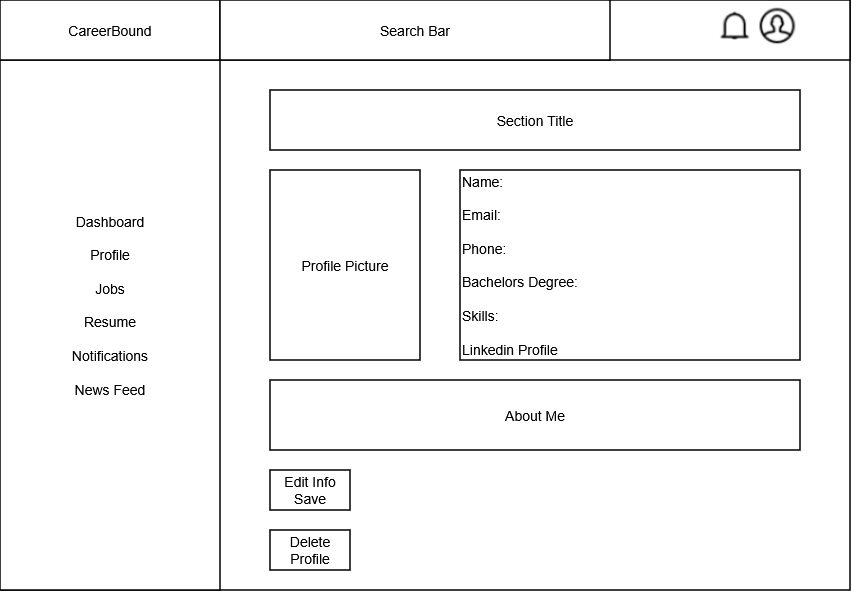 CareerBound
Search Bar
Dashboard
Profile
Jobs
Resume
Notifications
News Feed
Section Title
Profile Picture
Name:
Email:
Phone:
Bachelors Degree:
Skills:
Linkedin Profile
About Me
Edit Info
Save
Delete
Profile